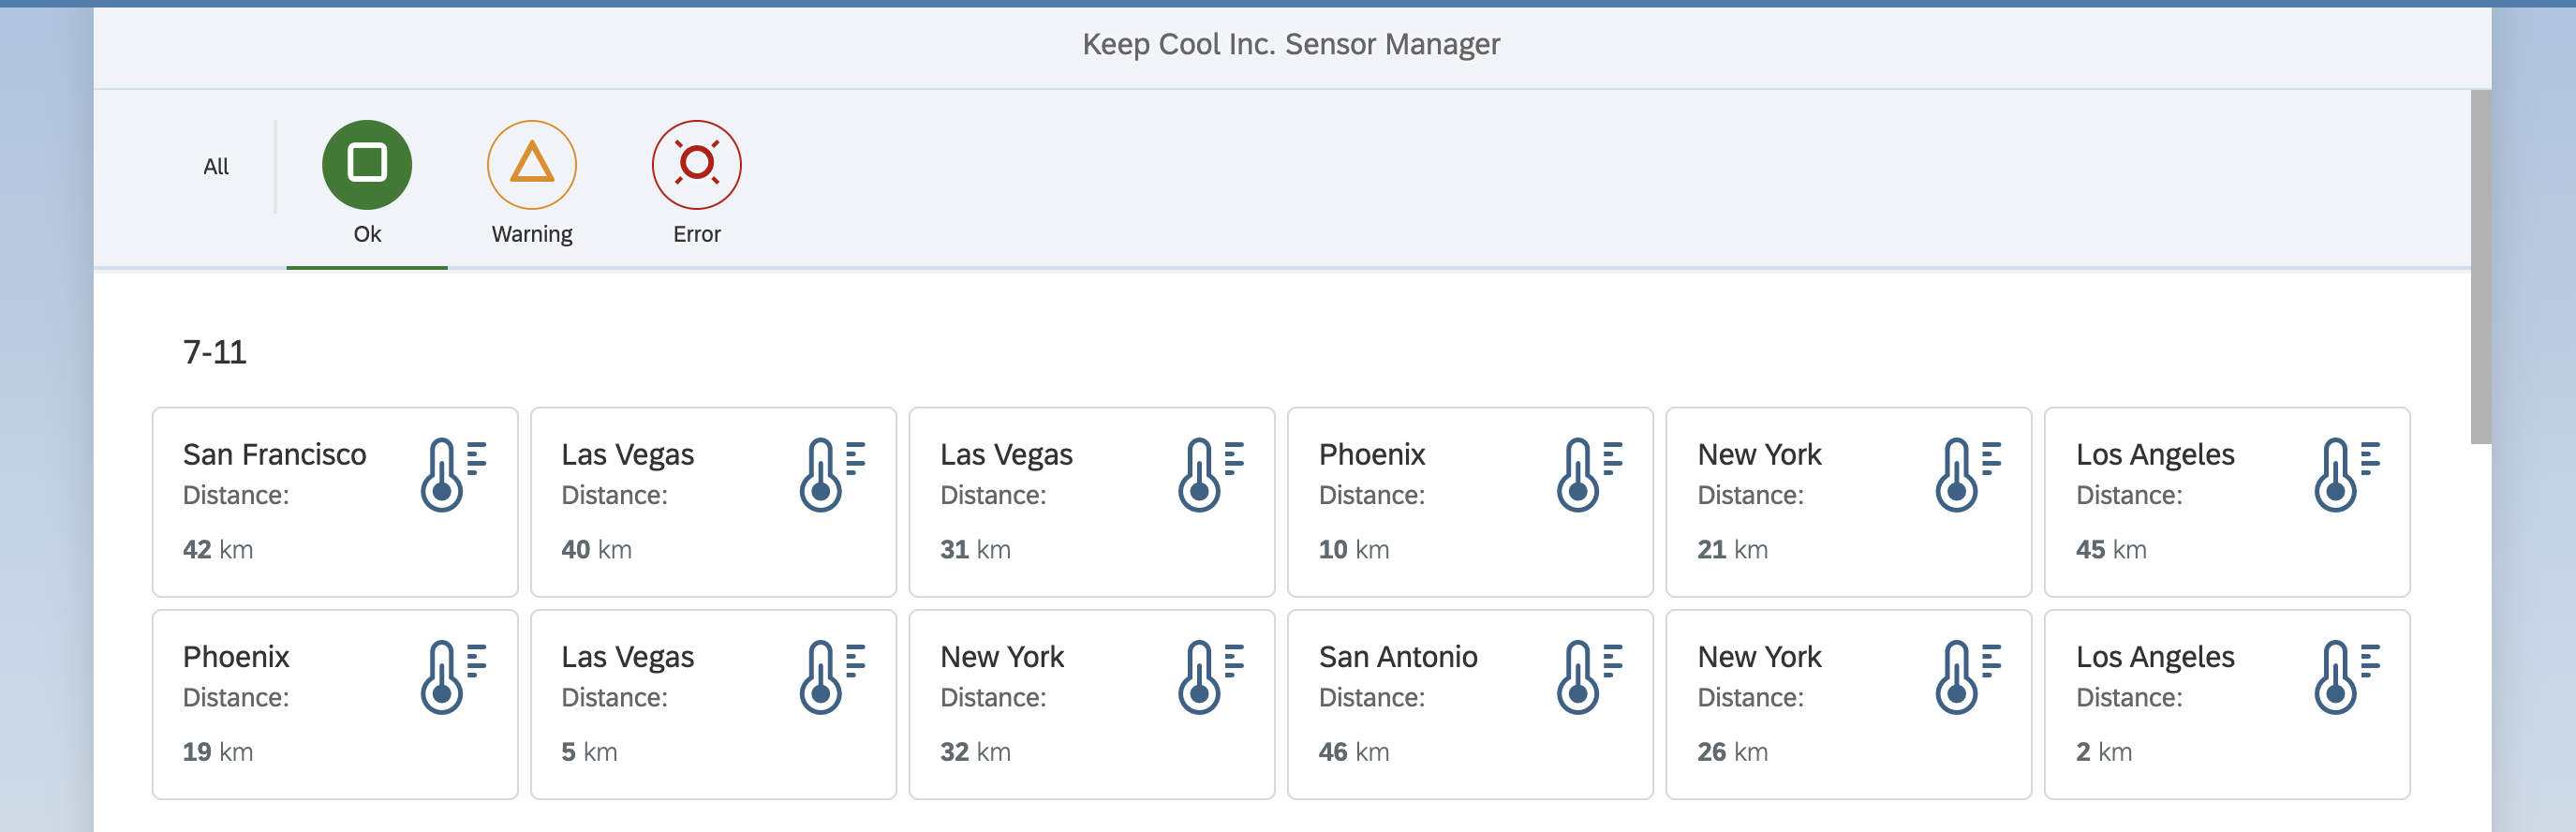 Keep Cool Inc. Sensor Manager
All
Ok
Warning
Error
7-11
San Francisco
Distance:
42 km
Las Vegas
Distance:
40 km
Las Vegas
Distance:
31 km
Phoenix
Distance:
10 km
New York
Distance:
21 km
Los Angeles
Distance:
45 km
Phoenix
Distance:
19 km
Las Vegas
Distance:
5 km
New York
Distance:
32 km
San Antonio
Distance:
46 km
New York
Distance:
26 km
Los Angeles
Distance:
2 km